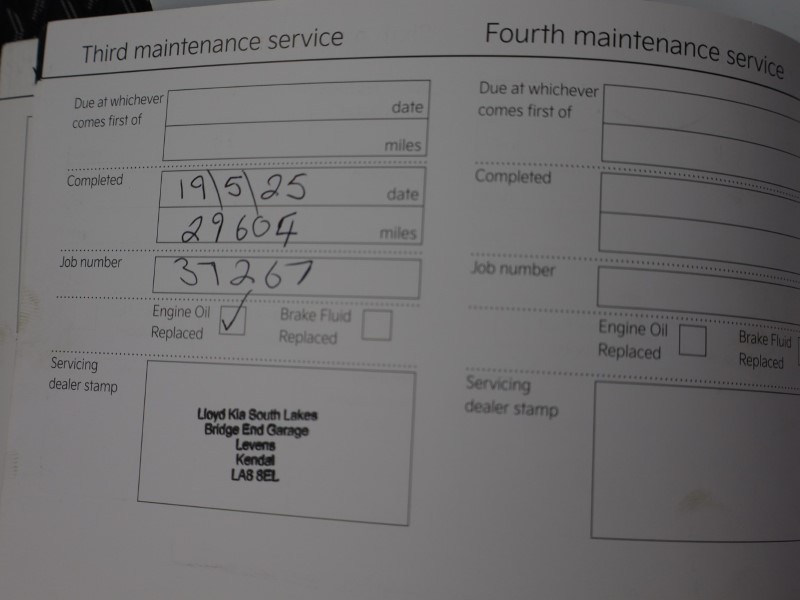 Third maintenance service
Due at whichever
comes first of
date
miles
Completed
19\5\25 date
29604 miles
Job number
37267
Engine Oil
Replaced
Brake Fluid
Replaced
Servicing
dealer stamp
Lloyd Kia South Lakes
Bridge End Garage
Levens
Kendal
LA8 8EL
Fourth maintenance service
Due at whichever
comes first of
Completed
Job number
Engine Oil
Replaced
Brake Fluid
Replaced
Servicing
dealer stamp